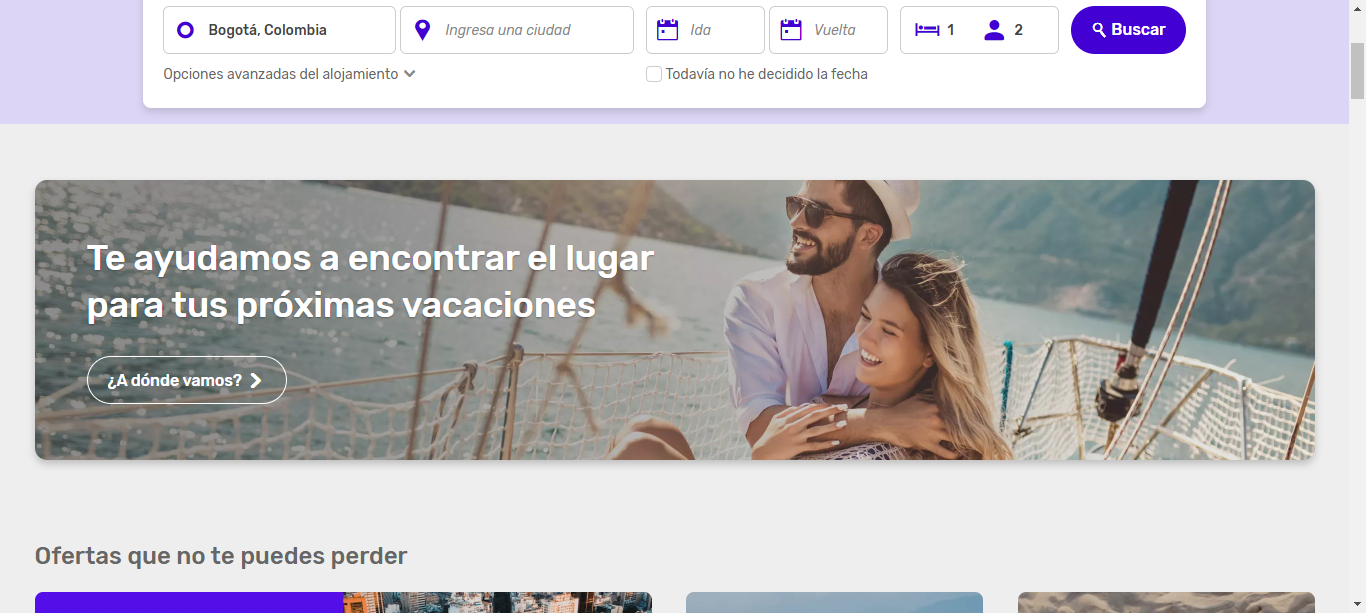 Bogotá, Colombia
Ingresa una ciudad
Ida
Vuelta
1
2
Buscar
Opciones avanzadas del alojamiento
Todavía no he decidido la fecha
Te ayudamos a encontrar el lugar
para tus próximas vacaciones
¿A dónde vamos?
Ofertas que no te puedes perder